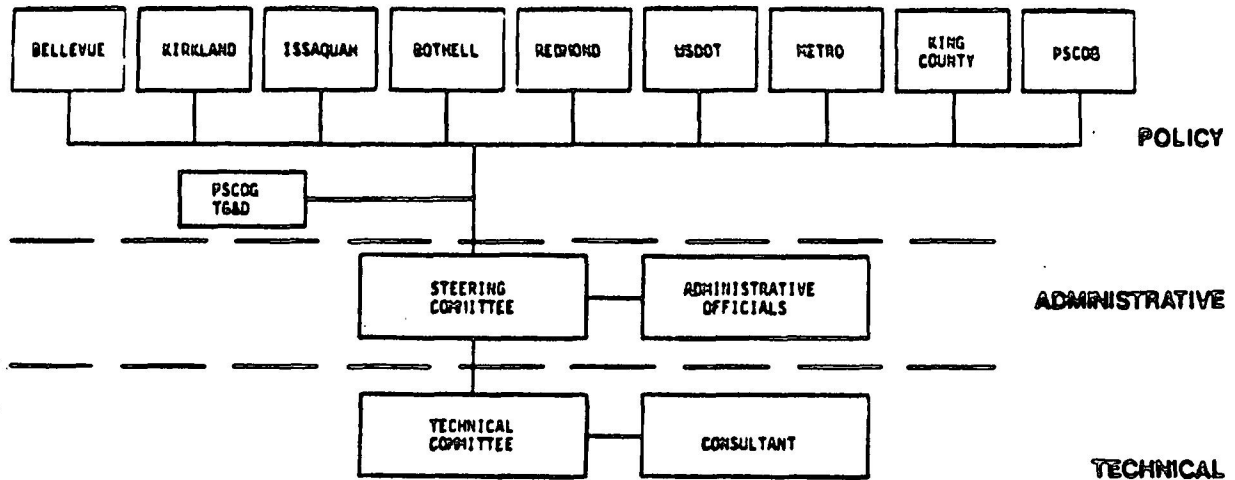 BELLEVUE
KIRKLAND
ISSAQUAH
BOTHELL
REDMOND
WSDOT
METRO
KING
COUNTY
PSCOG
POLICY
PSCOG
TG&D
STEERING
COMMITTEE
ADMINISTRATIVE
OFFICIALS
ADMINISTRATIVE
TECHNICAL
COMMITTEE
CONSULTANT
TECHNICAL